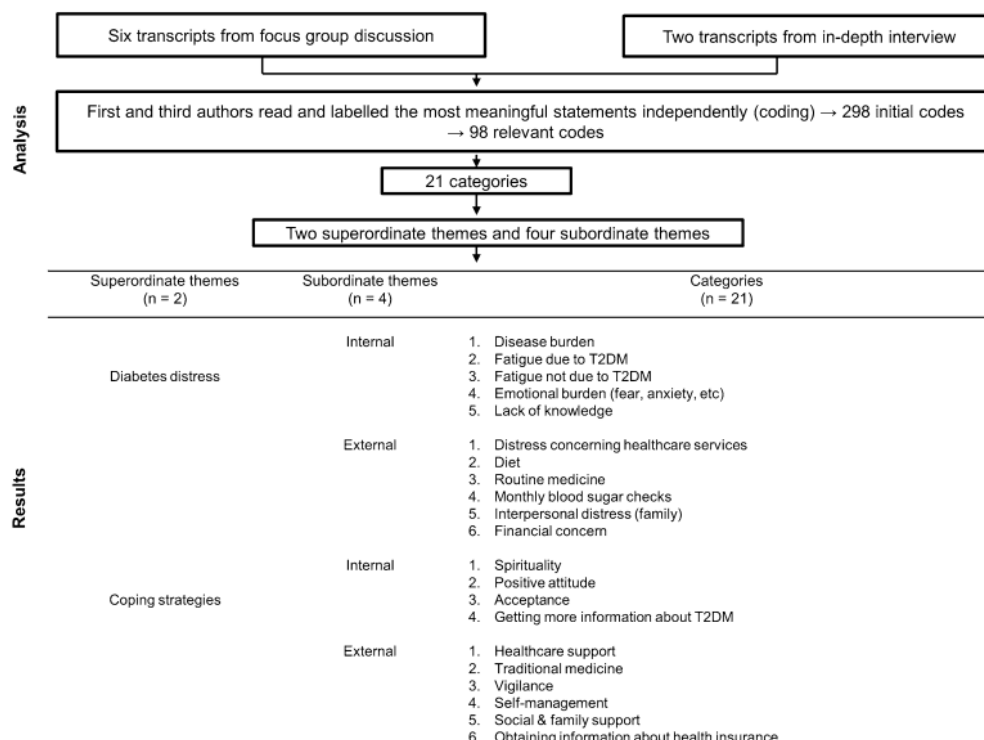 Six transcripts from focus group discussion
Two transcripts from in-depth interview
Analysis
First and third authors read and labelled the most meaningful statements independently (coding) → 298 initial codes
→ 98 relevant codes
21 categories
Two superordinate themes and four subordinate themes
Superordinate themes
(n = 2)
Subordinate themes
(n = 4)
Categories
(n = 21)
Results
Diabetes distress
Internal
1. Disease burden
2. Fatigue due to T2DM
3. Fatigue not due to T2DM
4. Emotional burden (fear, anxiety, etc)
5. Lack of knowledge
External
1. Distress concerning healthcare services
2. Diet
3. Routine medicine
4. Monthly blood sugar checks
5. Interpersonal distress (family)
6. Financial concern
Coping strategies
Internal
1. Spirituality
2. Positive attitude
3. Acceptance
4. Getting more information about T2DM
External
1. Healthcare support
2. Traditional medicine
3. Vigilance
4. Self-management
5. Social & family support
6. Obtaining information about health insurance